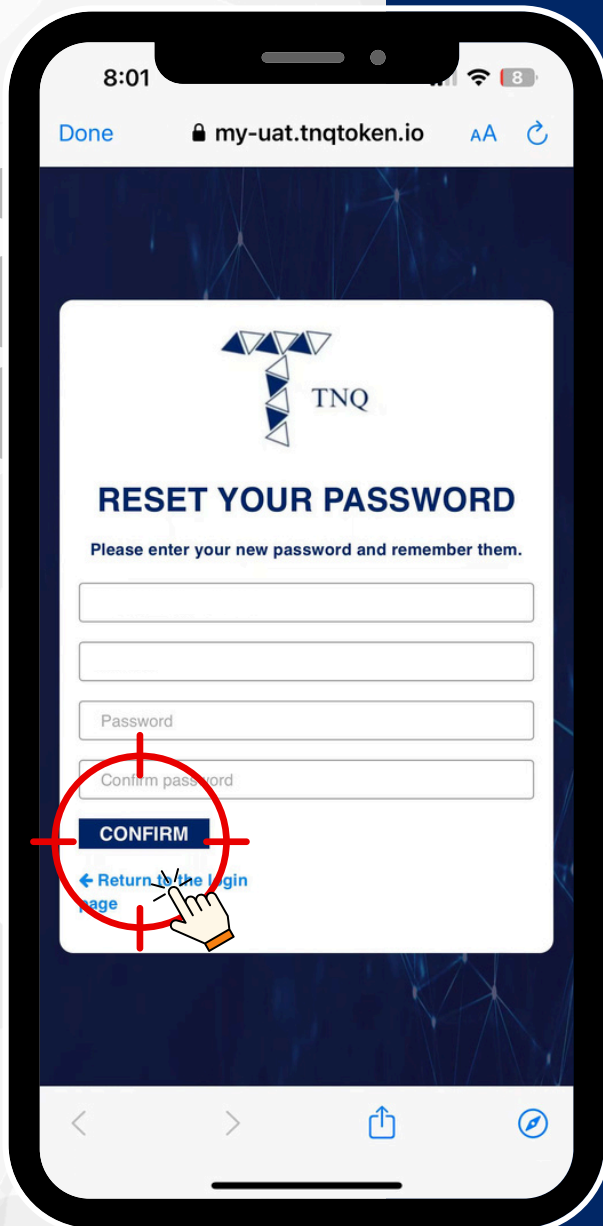 8:01
8
Done
my-uat.tnqtoken.io
AA
TNQ
RESET YOUR PASSWORD
Please enter your new password and remember them.
Password
Confirm password
CONFIRM
Return to the login
page